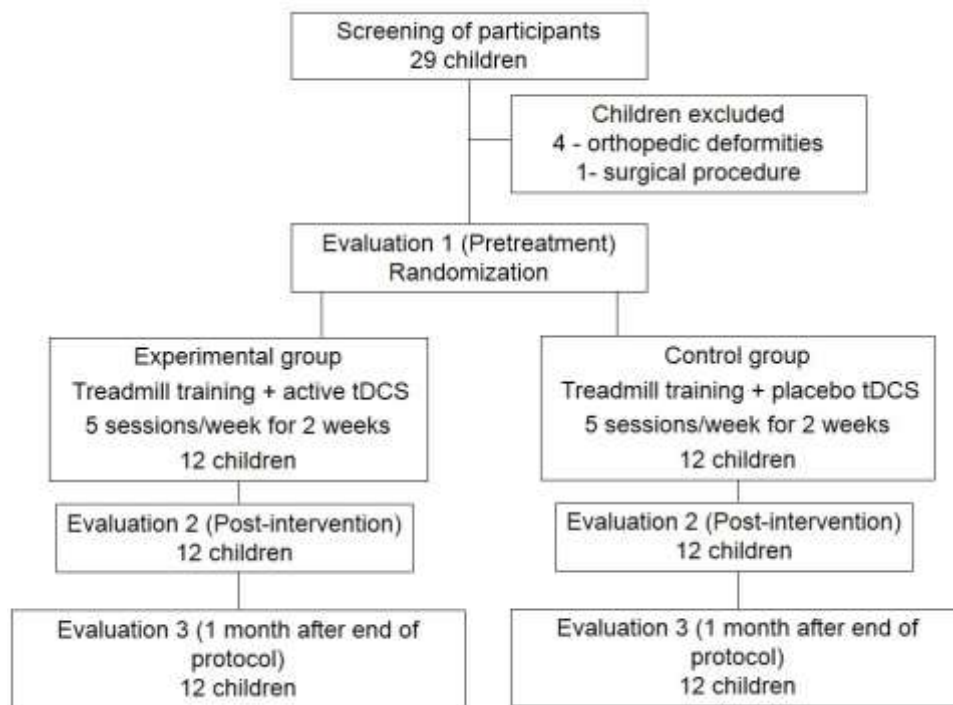 Screening of participants
29 children
Children excluded
4 - orthopedic deformities
1- surgical procedure
Evaluation 1 (Pretreatment)
Randomization
Experimental group
Treadmill training + active tDCS
5 sessions/week for 2 weeks
12 children
Control group
Treadmill training + placebo tDCS
5 sessions/week for 2 weeks
12 children
Evaluation 2 (Post-intervention)
12 children
Evaluation 2 (Post-intervention)
12 children
Evaluation 3 (1 month after end of
protocol)
12 children
Evaluation 3 (1 month after end of
protocol)
12 children